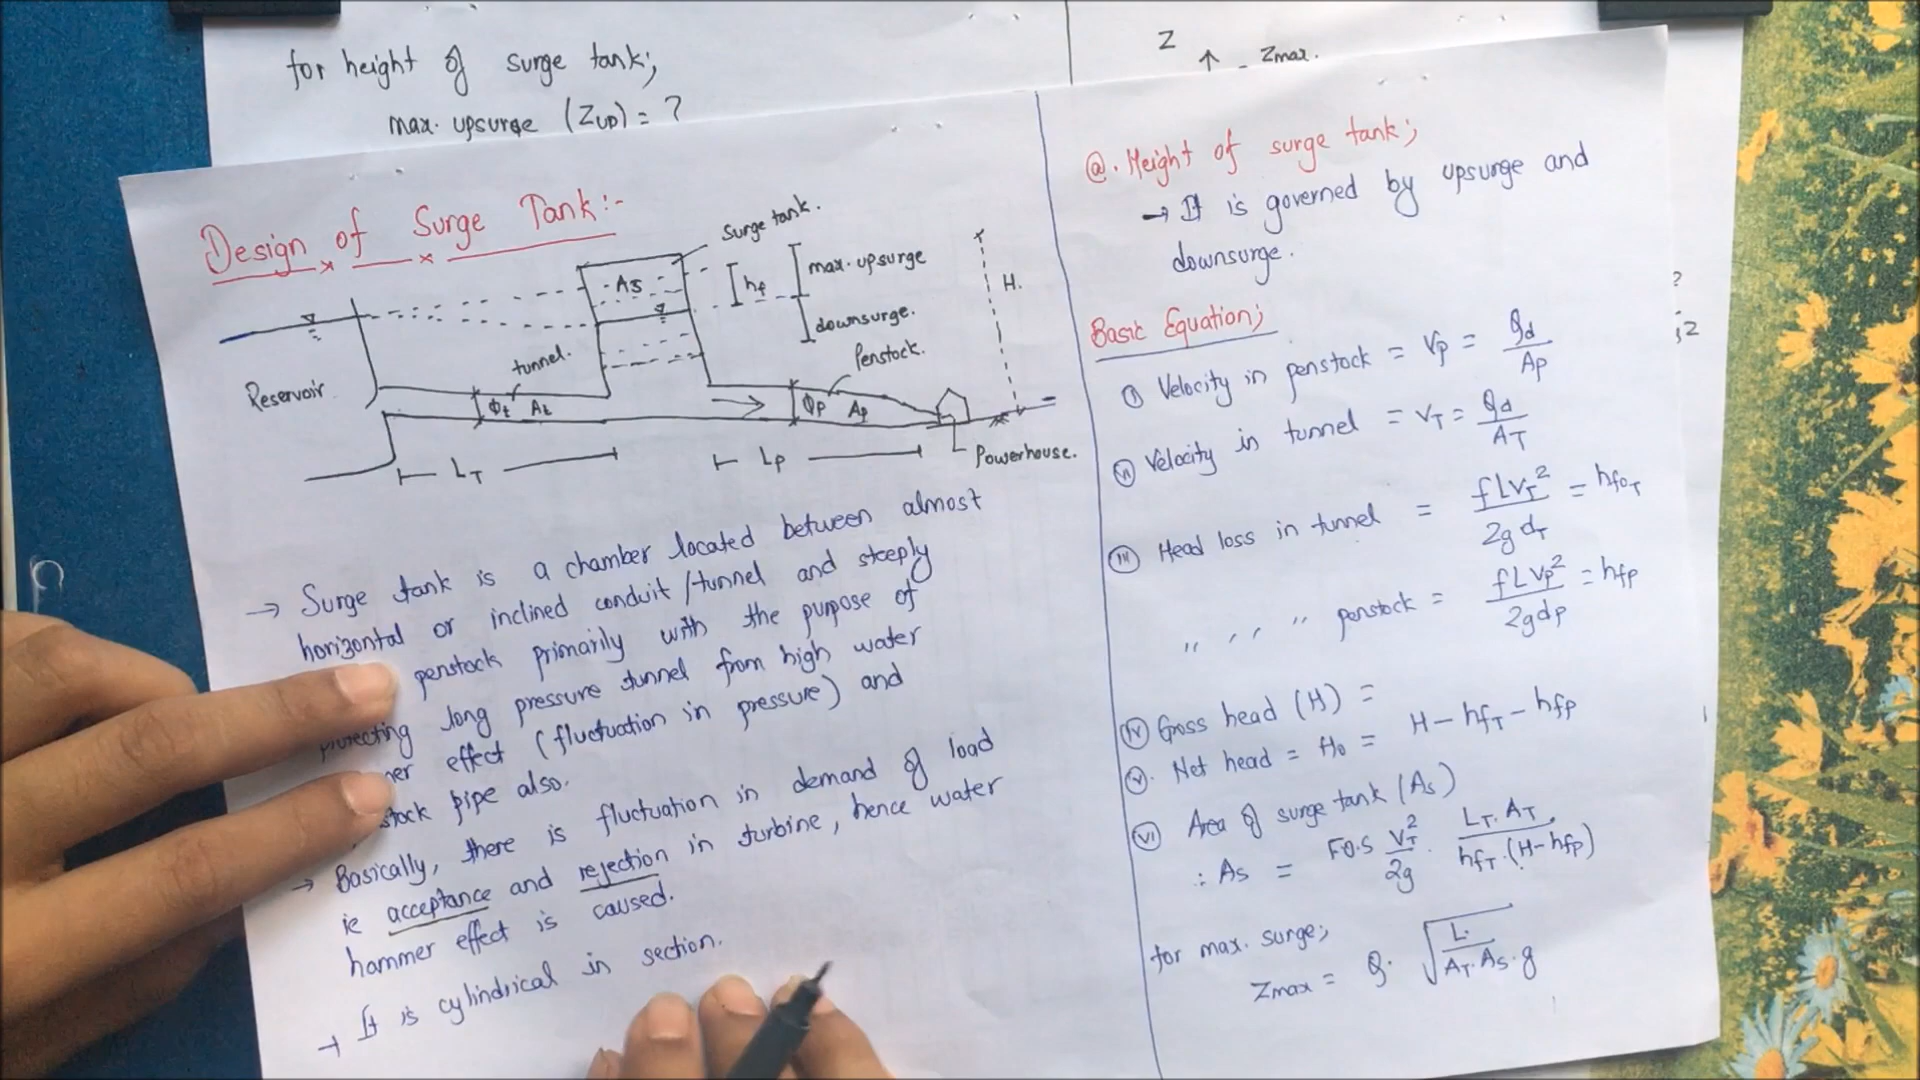 for height of surge tank;
max. upsurge (Zup) = ?
Z
↑ Zmax.
Design of Surge Tank:-
Surge tank.
As
hf
max. upsurge
downsurge.
H.
Reservoir
tunnel.
Penstock.
Φt At
Φp Ap
LT
Lp
Powerhouse.
→ Surge tank is a chamber located between almost
horizontal or inclined conduit/tunnel and steeply
penstock primarily with the purpose of
protecting long pressure tunnel from high water
effect (fluctuation in pressure) and
stock pipe also.
→ Basically, there is fluctuation in demand of load
ie acceptance and rejection in turbine, hence water
hammer effect is caused.
→ It is cylindrical in section.
@. Height of surge tank;
→ It is governed by upsurge and
downsurge.
Basic Equation;
(i) Velocity in penstock = Vp = Qd/Ap
(ii) Velocity in tunnel = VT = Qd/AT
(iii) Head loss in tunnel = fLVT²/2g dT = hfoT
,, ,, ,, penstock = fLVp²/2gdp = hfp
(iv) Gross head (H) =
(v). Net head = Ho = H - hfT - hfp
(vi) Area of surge tank (As)
∴ As = F.O.S VT²/2g . LT.AT/hfT.(H-hfp)
for max. surge;
Zmax = Q. √L./AT.As.g
?
2